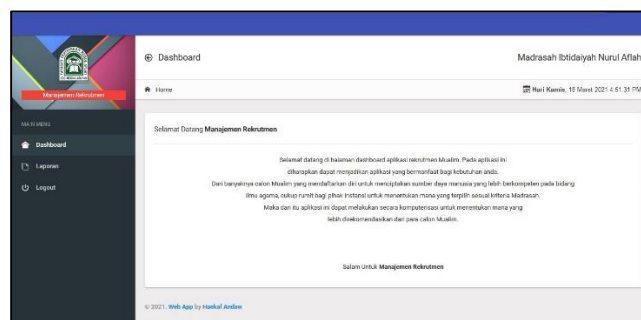 Manajemen Rekrutmen
MAIN MENU
Dashboard
Laporan
Logout
Dashboard
Madrasah Ibtidaiyah Nurul Aflah
Home
Hari Kamis, 18 Maret 2021 4:51:31 PM
Selamat Datang Manajemen Rekrutmen
Selamat datang di halaman dashboard aplikasi rekrutmen Mualim. Pada aplikasi ini
diharapkan dapat menjadikan aplikasi yang bermanfaat bagi kebutuhan anda.
Dari banyaknya calon Mualim yang mendaftarkan diri untuk menciptakan sumber daya manusia yang lebih berkompeten pada bidang
ilmu agama, cukup rumit bagi pihak instansi untuk menentukan mana yang terpilih sesuai kriteria Madrasah.
Maka dari itu aplikasi ini dapat melakukan secara komputerisasi untuk menentukan mana yang
lebih direkomendasikan dari para calon Mualim.
Salam Untuk Manajemen Rekrutmen
© 2021. Web App by Haekal Andam